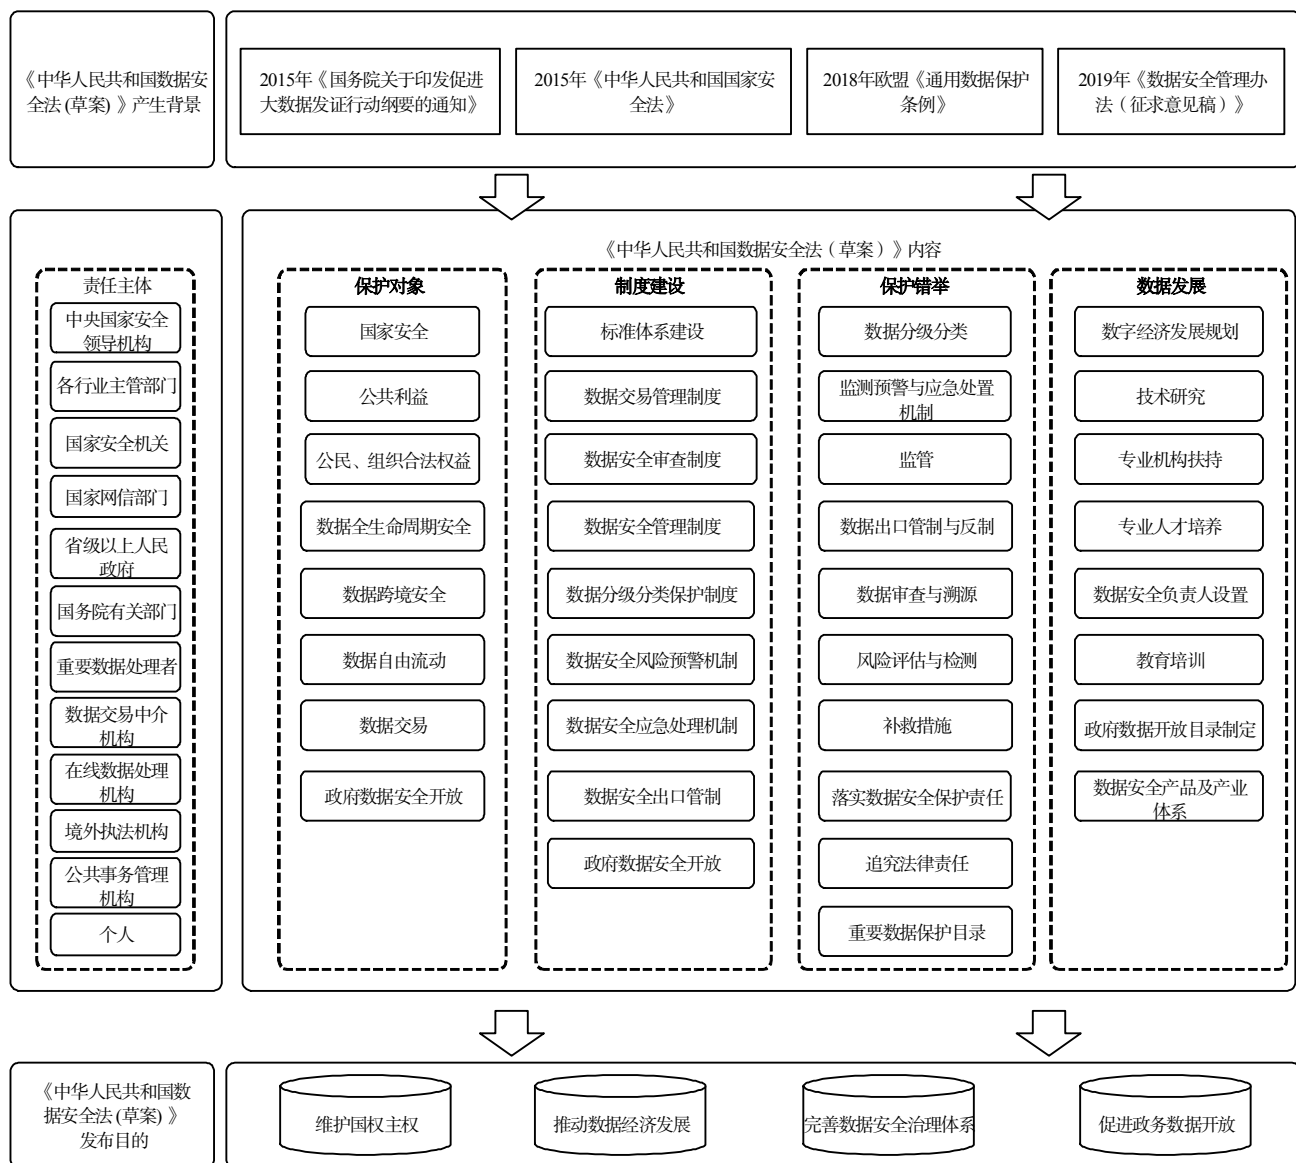 《中华人民共和国数据安
全法(草案)》产生背景
2015年《国务院关于印发促进
大数据发证行动纲要的通知》
2015年《中华人民共和国国家安
全法》
2018年欧盟《通用数据保护
条例》
2019年《数据安全管理办
法（征求意见稿）》
责任主体
中央国家安全
领导机构
各行业主管部门
国家安全机关
国家网信部门
省级以上人民
政府
国务院有关部门
重要数据处理者
数据交易中介
机构
在线数据处理
机构
境外执法机构
公共事务管理
机构
个人
《中华人民共和国数据安全法（草案）》内容
保护对象
国家安全
公共利益
公民、组织合法权益
数据全生命周期安全
数据跨境安全
数据自由流动
数据交易
政府数据安全开放
制度建设
标准体系建设
数据交易管理制度
数据安全审查制度
数据安全管理制度
数据分级分类保护制度
数据安全风险预警机制
数据安全应急处理机制
数据安全出口管制
政府数据安全开放
保护错举
数据分级分类
监测预警与应急处置
机制
监管
数据出口管制与反制
数据审查与溯源
风险评估与检测
补救措施
落实数据安全保护责任
追究法律责任
重要数据保护目录
数据发展
数字经济发展规划
技术研究
专业机构扶持
专业人才培养
数据安全负责人设置
教育培训
政府数据开放目录制定
数据安全产品及产业
体系
《中华人民共和国数
据安全法(草案)》
发布目的
维护国权主权
推动数据经济发展
完善数据安全治理体系
促进政务数据开放